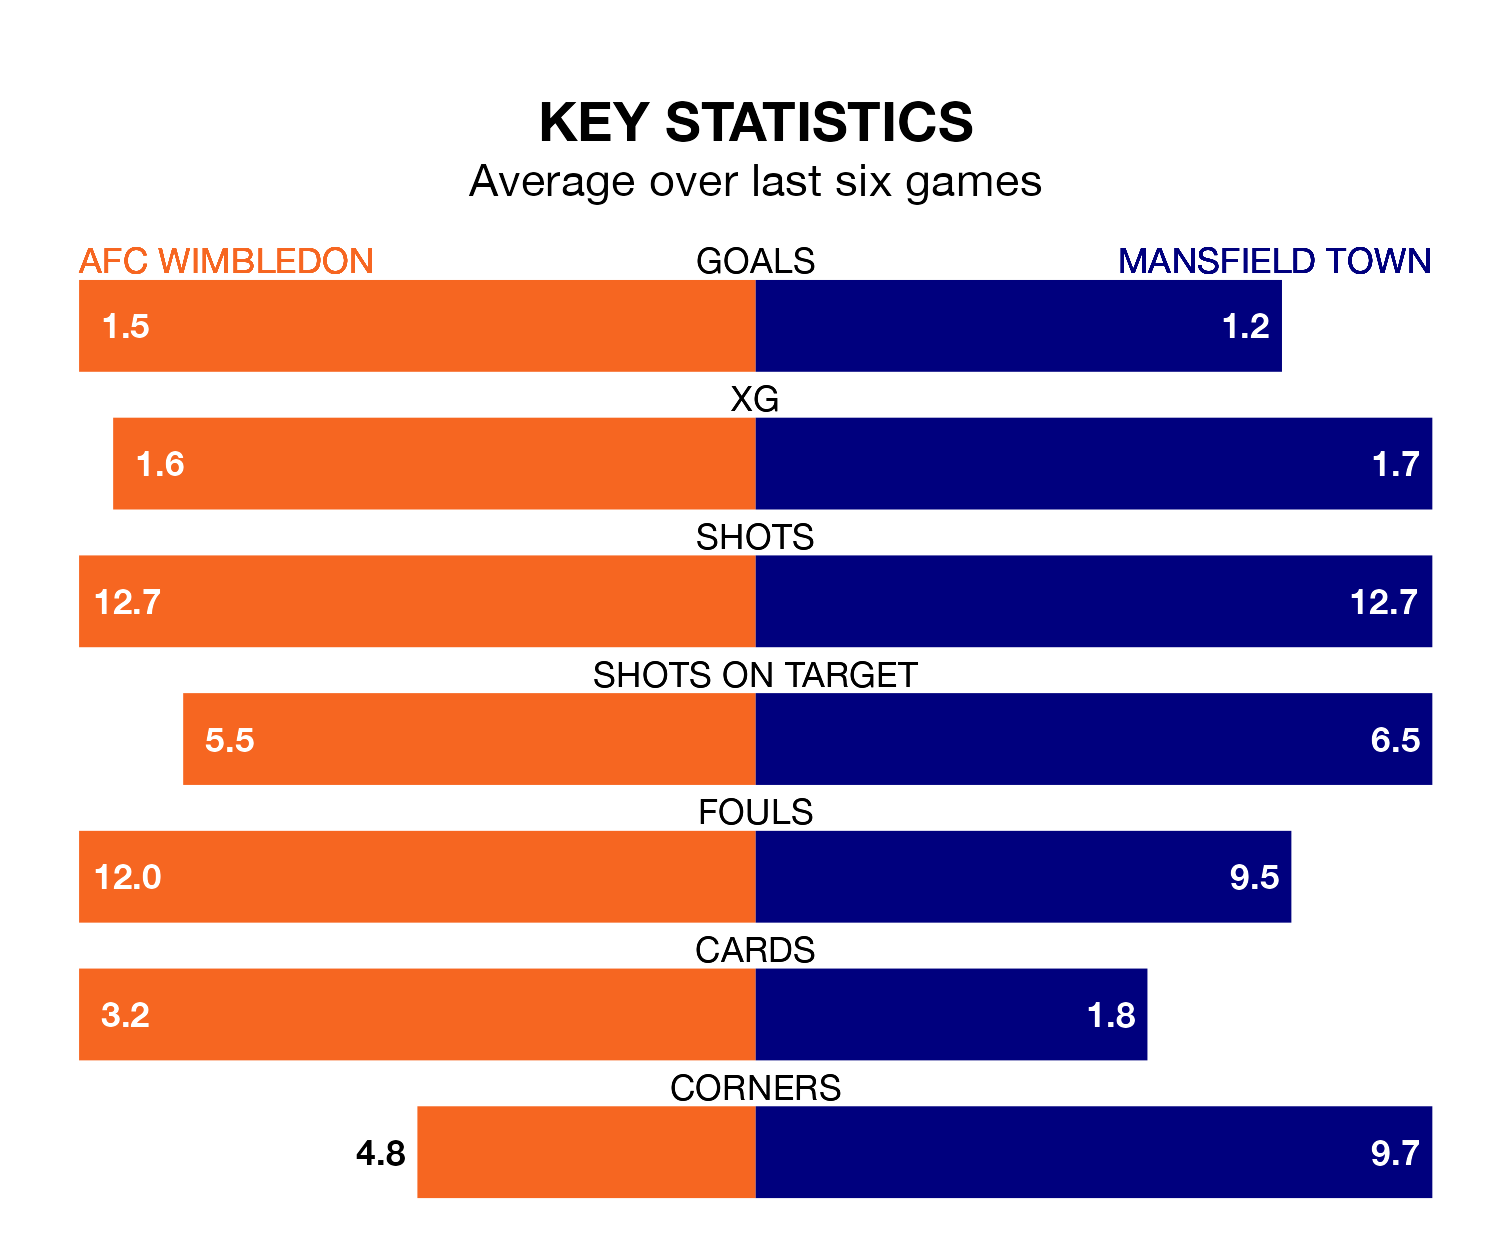 KEY STATISTICS
Average over last six games
AFC WIMBLEDON GOALS MANSFIELD TOWN
1.5 1.2
XG
1.6 1.7
SHOTS
12.7 12.7
SHOTS ON TARGET
5.5 6.5
FOULS
12.0 9.5
CARDS
3.2 1.8
CORNERS
4.8 9.7